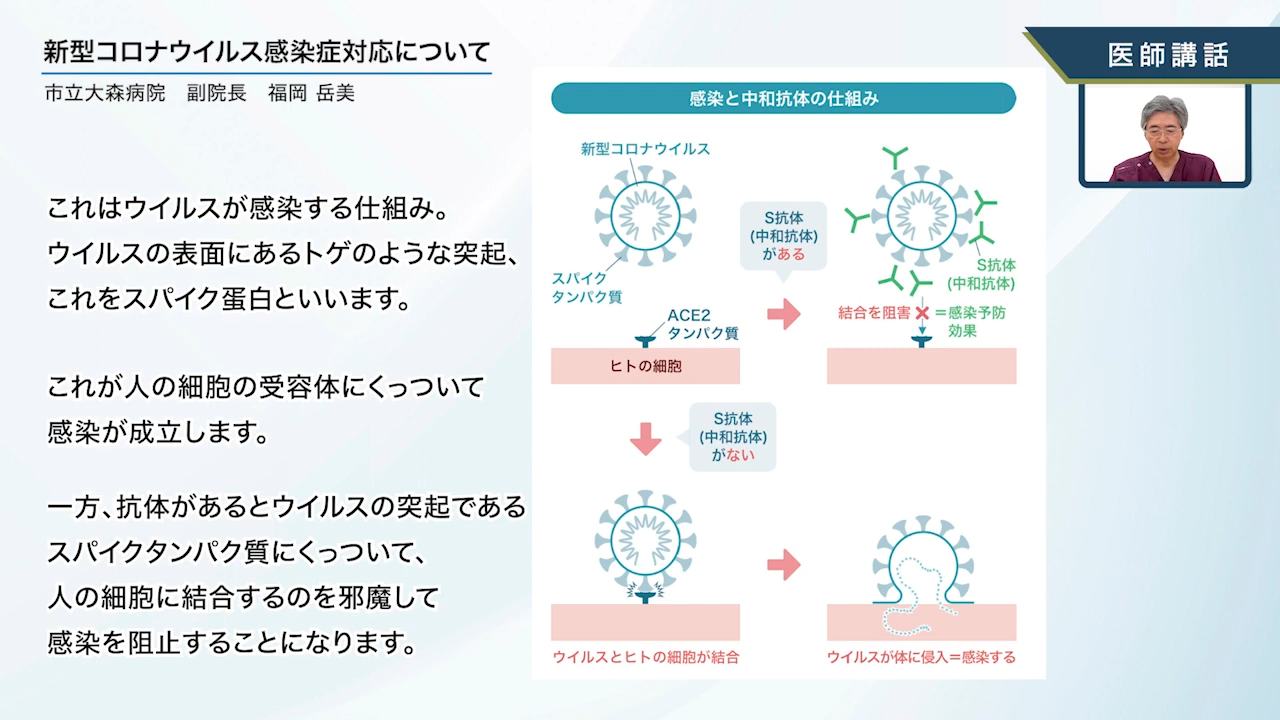 新型コロナウイルス感染症対応について
市立大森病院　副院長　福岡 岳美
医師講話
これはウイルスが感染する仕組み。
ウイルスの表面にあるトゲのような突起、
これをスパイク蛋白といいます。
これが人の細胞の受容体にくっついて
感染が成立します。
一方、抗体があるとウイルスの突起である
スパイクタンパク質にくっついて、
人の細胞に結合するのを邪魔して
感染を阻止することになります。
感染と中和抗体の仕組み
新型コロナウイルス
スパイク
タンパク質
ACE2
タンパク質
ヒトの細胞
S抗体
(中和抗体)
がある
S抗体
(中和抗体)
結合を阻害 ✕ ＝感染予防
効果
S抗体
(中和抗体)
がない
ウイルスとヒトの細胞が結合
ウイルスが体に侵入＝感染する